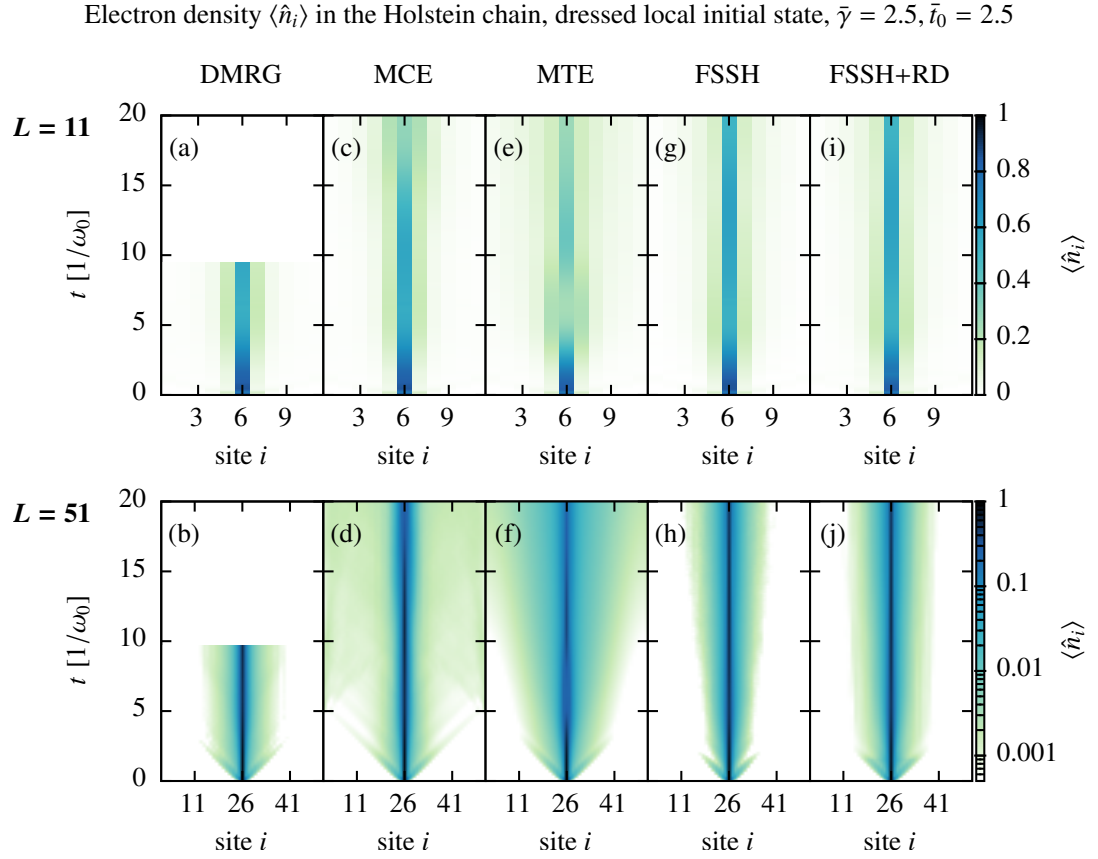 Electron density ⟨n̂ᵢ⟩ in the Holstein chain, dressed local initial state, γ̄ = 2.5, t̄₀ = 2.5
DMRG MCE MTE FSSH FSSH+RD
L = 11
(a) (c) (e) (g) (i)
t [1/ω₀]
20
15
10
5
0
3 6 9 3 6 9 3 6 9 3 6 9 3 6 9
site i site i site i site i site i
1
0.8
0.6
0.4
0.2
0
⟨n̂ᵢ⟩
L = 51
(b) (d) (f) (h) (j)
t [1/ω₀]
20
15
10
5
0
11 26 41 11 26 41 11 26 41 11 26 41 11 26 41
site i site i site i site i site i
1
0.1
0.01
0.001
⟨n̂ᵢ⟩